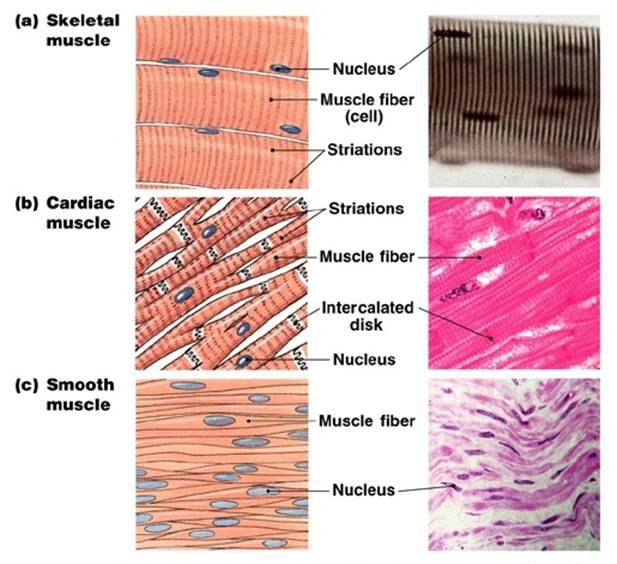 (a) Skeletal
muscle
Nucleus
Muscle fiber
(cell)
Striations
(b) Cardiac
muscle
Striations
Muscle fiber
Intercalated
disk
Nucleus
(c) Smooth
muscle
Muscle fiber
Nucleus